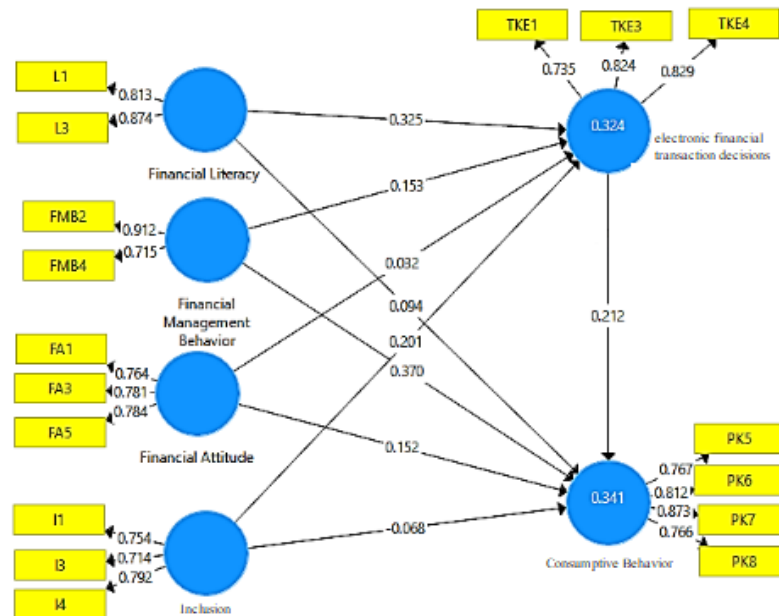 TKE1
TKE3
TKE4
0.735
0.824
0.829
L1
0.813
L3
0.874
Financial Literacy
0.325
0.324
electronic financial
transaction decisions
FMB2
0.912
FMB4
0.715
Financial
Management
Behavior
0.153
0.032
0.094
0.201
0.370
0.212
FA1
0.764
FA3
0.781
FA5
0.784
Financial Attitude
0.152
I1
0.754
I3
0.714
I4
0.792
Inclusion
-0.068
0.341
Consumptive Behavior
0.767
PK5
0.812
PK6
0.873
PK7
0.766
PK8